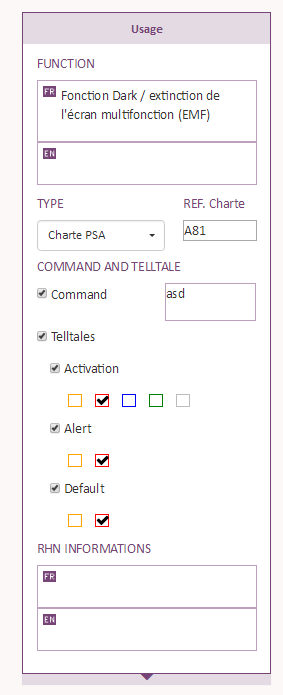 Usage
FUNCTION
FR Fonction Dark / extinction de
l'écran multifonction (EMF)
EN
TYPE REF. Charte
Charte PSA A81
COMMAND AND TELLTALE
Command asd
Telltales
Activation
Alert
Default
RHN INFORMATIONS
FR
EN